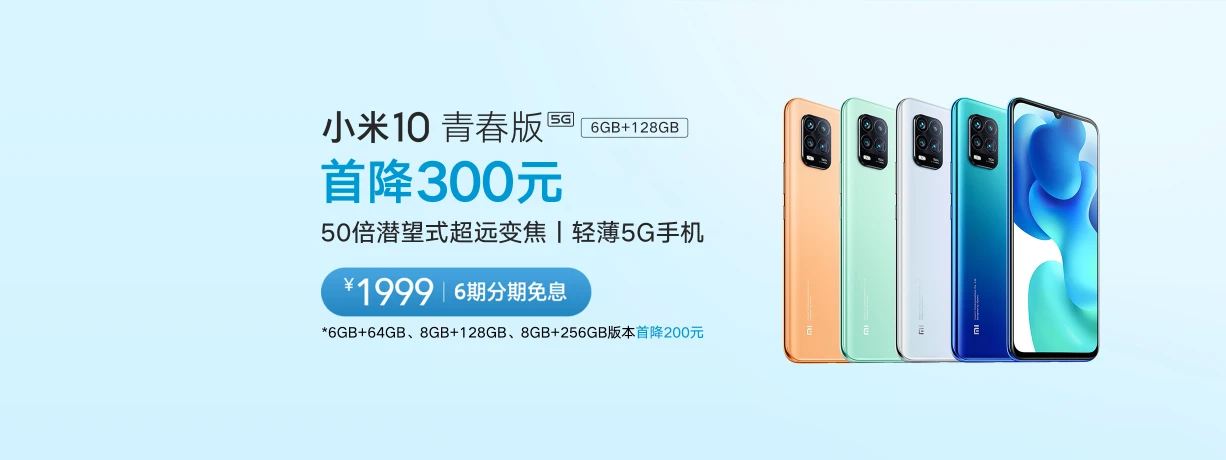 小米10 青春版 5G 6GB+128GB
首降300元
50倍潜望式超远变焦丨轻薄5G手机
¥1999 | 6期分期免息
*6GB+64GB、8GB+128GB、8GB+256GB版本首降200元